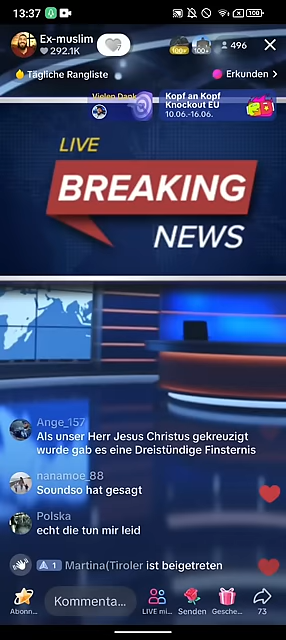 13:37
100
Ex-muslim
292.1K
100+
100+
496
Tägliche Rangliste
Erkunden >
Vielen Dank
Kopf an Kopf
Knockout EU
10.06.-16.06.
LIVE
BREAKING
NEWS
Ange_157
Als unser Herr Jesus Christus gekreuzigt
wurde gab es eine Dreistündige Finsternis
nanamoe_88
Soundso hat gesagt
Polska
echt die tun mir leid
1 Martina(Tiroler ist beigetreten
Abonn...
Kommenta...
LIVE mi...
Senden
Gesche...
73